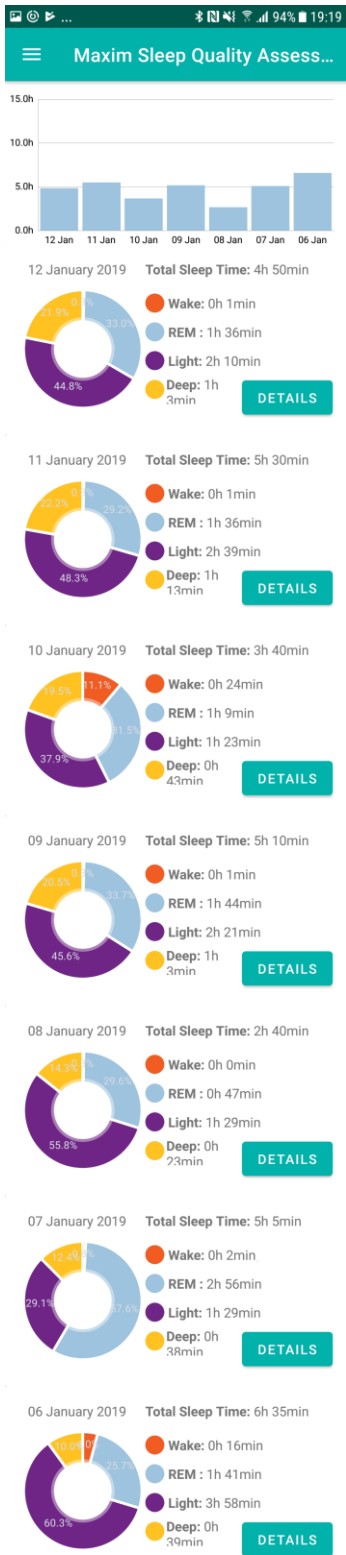 94% 19:19
Maxim Sleep Quality Assess...
15.0h
10.0h
5.0h
0.0h
12 Jan 11 Jan 10 Jan 09 Jan 08 Jan 07 Jan 06 Jan
12 January 2019 Total Sleep Time: 4h 50min
21.9% 33.0% 44.8%
Wake: 0h 1min
REM : 1h 36min
Light: 2h 10min
Deep: 1h
3min
DETAILS
11 January 2019 Total Sleep Time: 5h 30min
22.2% 29.2% 48.3%
Wake: 0h 1min
REM : 1h 36min
Light: 2h 39min
Deep: 1h
13min
DETAILS
10 January 2019 Total Sleep Time: 3h 40min
19.5% 11.1% 31.5% 37.9%
Wake: 0h 24min
REM : 1h 9min
Light: 1h 23min
Deep: 0h
43min
DETAILS
09 January 2019 Total Sleep Time: 5h 10min
20.5% 33.7% 45.6%
Wake: 0h 1min
REM : 1h 44min
Light: 2h 21min
Deep: 1h
3min
DETAILS
08 January 2019 Total Sleep Time: 2h 40min
14.3% 29.6% 55.8%
Wake: 0h 0min
REM : 0h 47min
Light: 1h 29min
Deep: 0h
23min
DETAILS
07 January 2019 Total Sleep Time: 5h 5min
12.4% 57.6% 29.1%
Wake: 0h 2min
REM : 2h 56min
Light: 1h 29min
Deep: 0h
38min
DETAILS
06 January 2019 Total Sleep Time: 6h 35min
10.0% 25.7% 60.3%
Wake: 0h 16min
REM : 1h 41min
Light: 3h 58min
Deep: 0h
39min
DETAILS